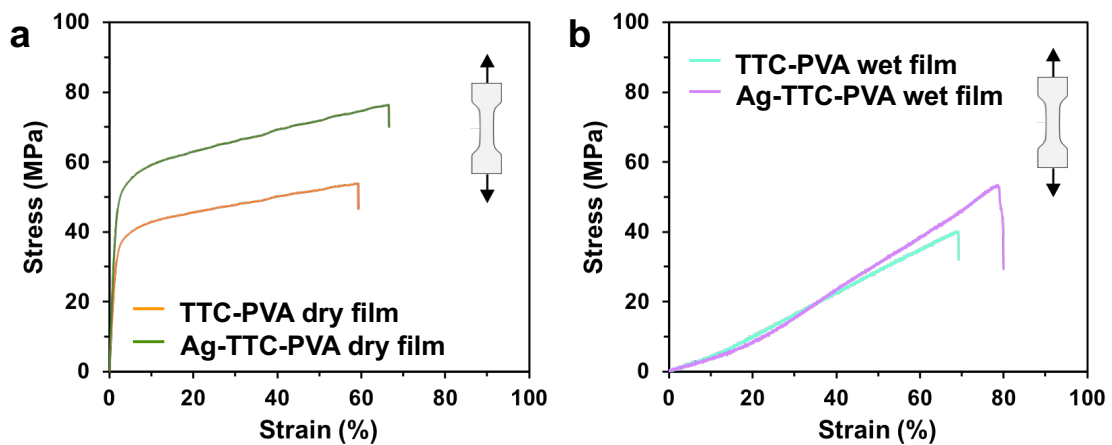 a
100
80
60
40
20
0
Stress (MPa)
TTC-PVA dry film
Ag-TTC-PVA dry film
0 20 40 60 80 100
Strain (%)
b
100
80
60
40
20
0
Stress (MPa)
TTC-PVA wet film
Ag-TTC-PVA wet film
0 20 40 60 80 100
Strain (%)